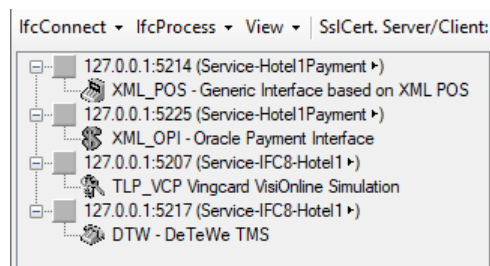 IfcConnect ▾ IfcProcess ▾ View ▾ SslCert. Server/Client:
127.0.0.1:5214 (Service-Hotel1Payment ▸)
XML_POS - Generic Interface based on XML POS
127.0.0.1:5225 (Service-Hotel1Payment ▸)
XML_OPI - Oracle Payment Interface
127.0.0.1:5207 (Service-IFC8-Hotel1 ▸)
TLP_VCP Vingcard VisiOnline Simulation
127.0.0.1:5217 (Service-IFC8-Hotel1 ▸)
DTW - DeTeWe TMS